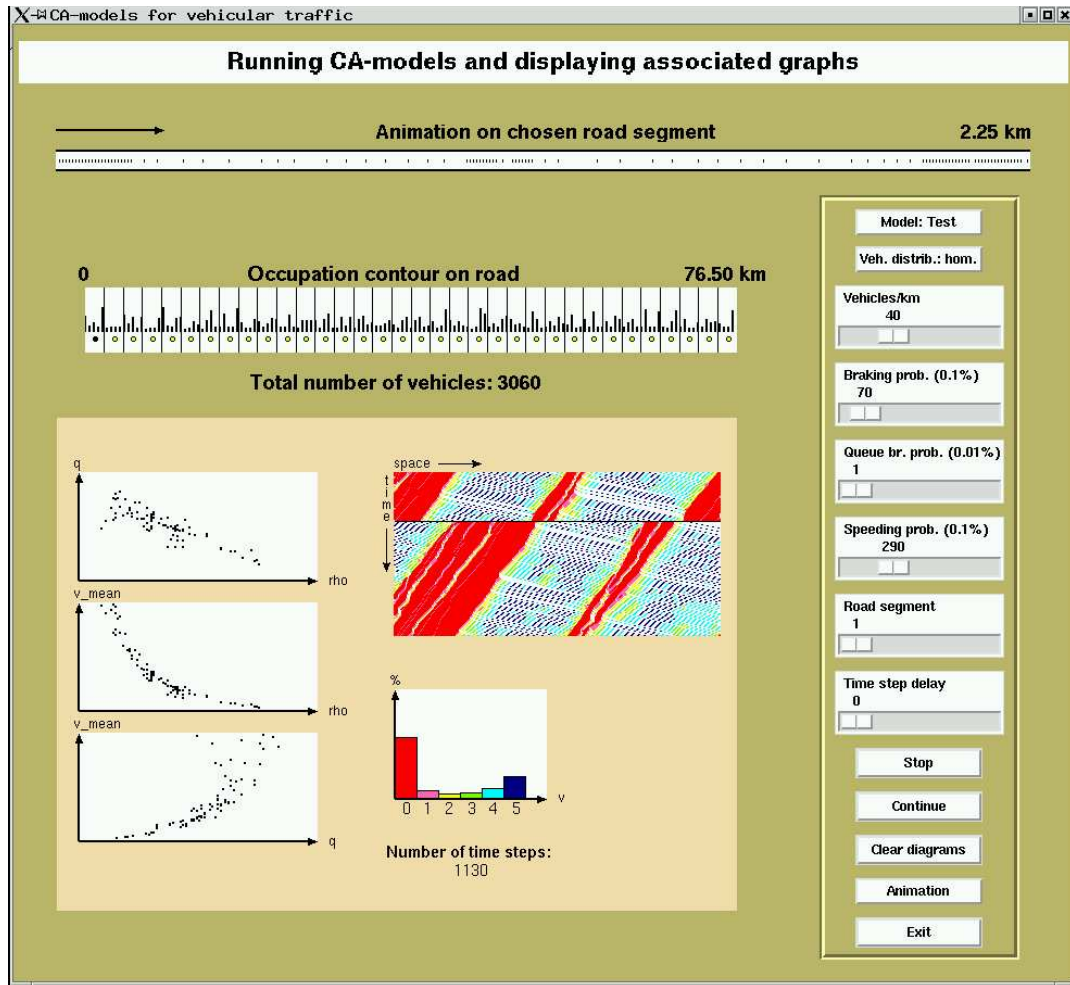 CA-models for vehicular traffic
Running CA-models and displaying associated graphs
Animation on chosen road segment 2.25 km
0 Occupation contour on road 76.50 km
Total number of vehicles: 3060
q
rho
v_mean
rho
v_mean
q
space
time
%
0 1 2 3 4 5
v
Number of time steps:
1130
Model: Test
Veh. distrib.: hom.
Vehicles/km
40
Braking prob. (0.1%)
70
Queue br. prob. (0.01%)
1
Speeding prob. (0.1%)
290
Road segment
1
Time step delay
0
Stop
Continue
Clear diagrams
Animation
Exit